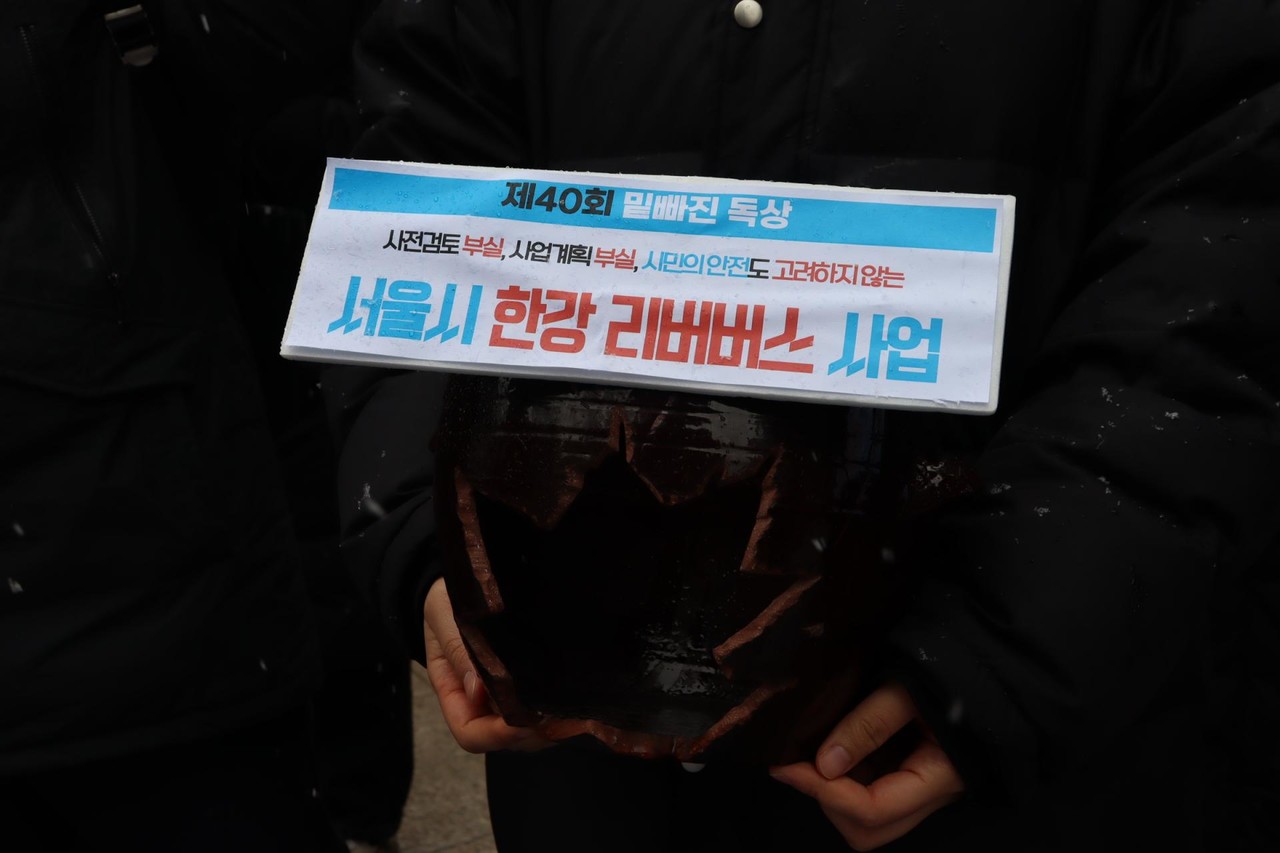 제40회 밑빠진 독상
사전검토 부실, 사업계획 부실, 시민의 안전도 고려하지 않는
서울시 한강 리버버스 사업